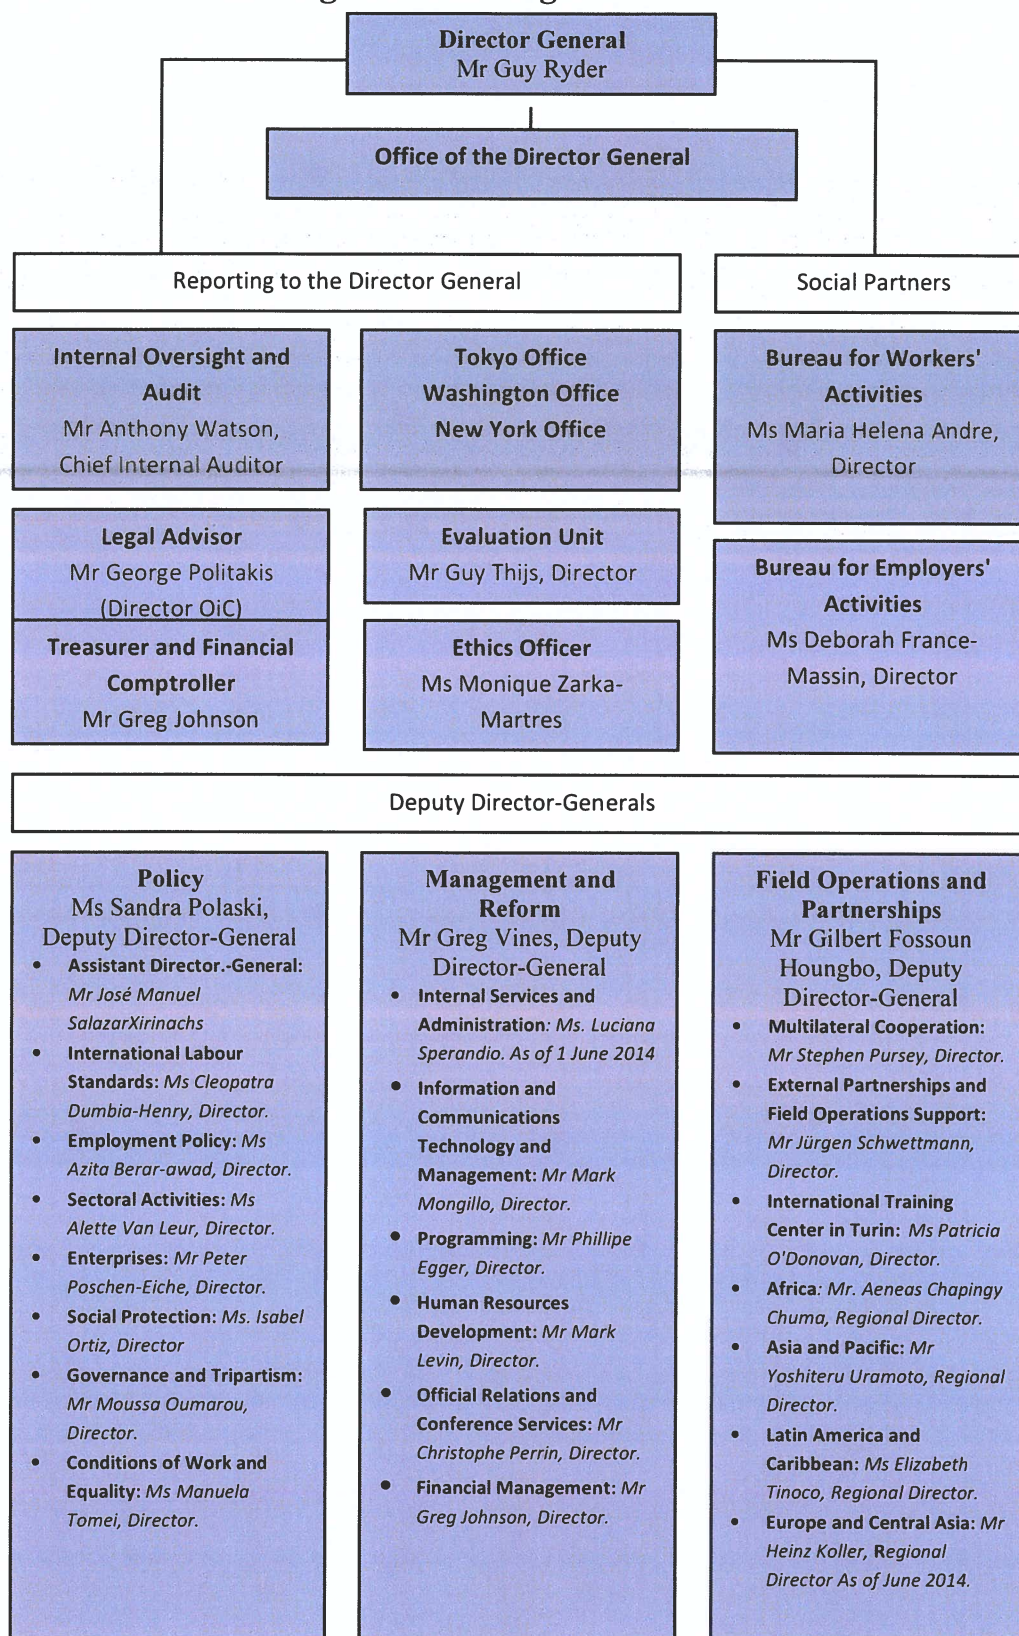 Director General
Mr Guy Ryder
Office of the Director General
Reporting to the Director General
Social Partners
Internal Oversight and
Audit
Mr Anthony Watson,
Chief Internal Auditor
Tokyo Office
Washington Office
New York Office
Bureau for Workers'
Activities
Ms Maria Helena Andre,
Director
Legal Advisor
Mr George Politakis
(Director OiC)
Evaluation Unit
Mr Guy Thijs, Director
Bureau for Employers'
Activities
Ms Deborah France-
Massin, Director
Treasurer and Financial
Comptroller
Mr Greg Johnson
Ethics Officer
Ms Monique Zarka-
Martres
Deputy Director-Generals
Policy
Ms Sandra Polaski,
Deputy Director-General
• Assistant Director.-General:
Mr José Manuel
SalazarXirinachs
• International Labour
Standards: Ms Cleopatra
Dumbia-Henry, Director.
• Employment Policy: Ms
Azita Berar-awad, Director.
• Sectoral Activities: Ms
Alette Van Leur, Director.
• Enterprises: Mr Peter
Poschen-Eiche, Director.
• Social Protection: Ms. Isabel
Ortiz, Director
• Governance and Tripartism:
Mr Moussa Oumarou,
Director.
• Conditions of Work and
Equality: Ms Manuela
Tomei, Director.
Management and
Reform
Mr Greg Vines, Deputy
Director-General
• Internal Services and
Administration: Ms. Luciana
Sperandio. As of 1 June 2014
• Information and
Communications
Technology and
Management: Mr Mark
Mongillo, Director.
• Programming: Mr Phillipe
Egger, Director.
• Human Resources
Development: Mr Mark
Levin, Director.
• Official Relations and
Conference Services: Mr
Christophe Perrin, Director.
• Financial Management: Mr
Greg Johnson, Director.
Field Operations and
Partnerships
Mr Gilbert Fossoun
Houngbo, Deputy
Director-General
• Multilateral Cooperation:
Mr Stephen Pursey, Director.
• External Partnerships and
Field Operations Support:
Mr Jürgen Schwettmann,
Director.
• International Training
Center in Turin: Ms Patricia
O'Donovan, Director.
• Africa: Mr. Aeneas Chapingy
Chuma, Regional Director.
• Asia and Pacific: Mr
Yoshiteru Uramoto, Regional
Director.
• Latin America and
Caribbean: Ms Elizabeth
Tinoco, Regional Director.
• Europe and Central Asia: Mr
Heinz Koller, Regional
Director As of June 2014.